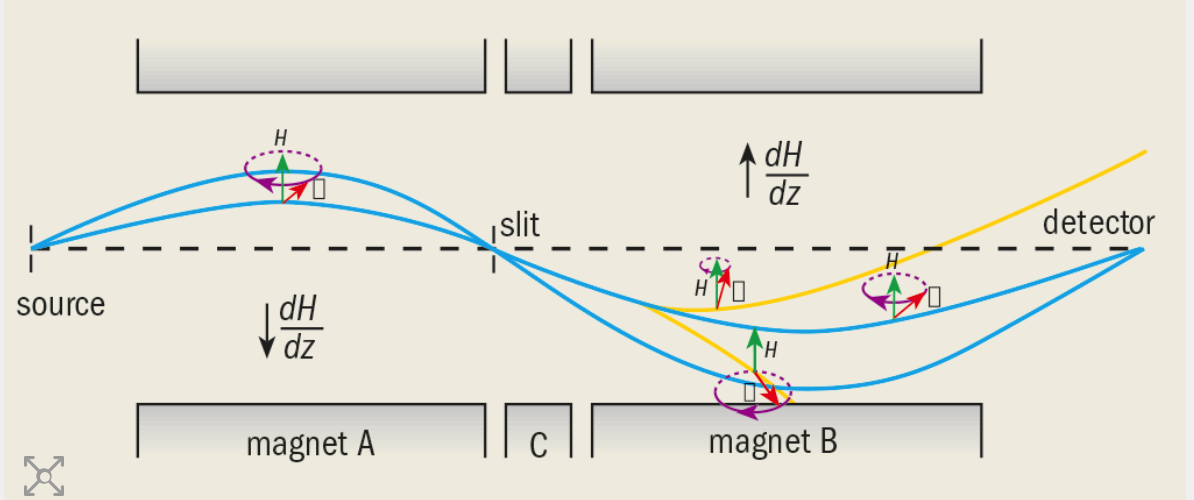 H
▯
dH
dz
slit
detector
H
H
▯
▯
source
dH
dz
H
▯
magnet A
C
magnet B